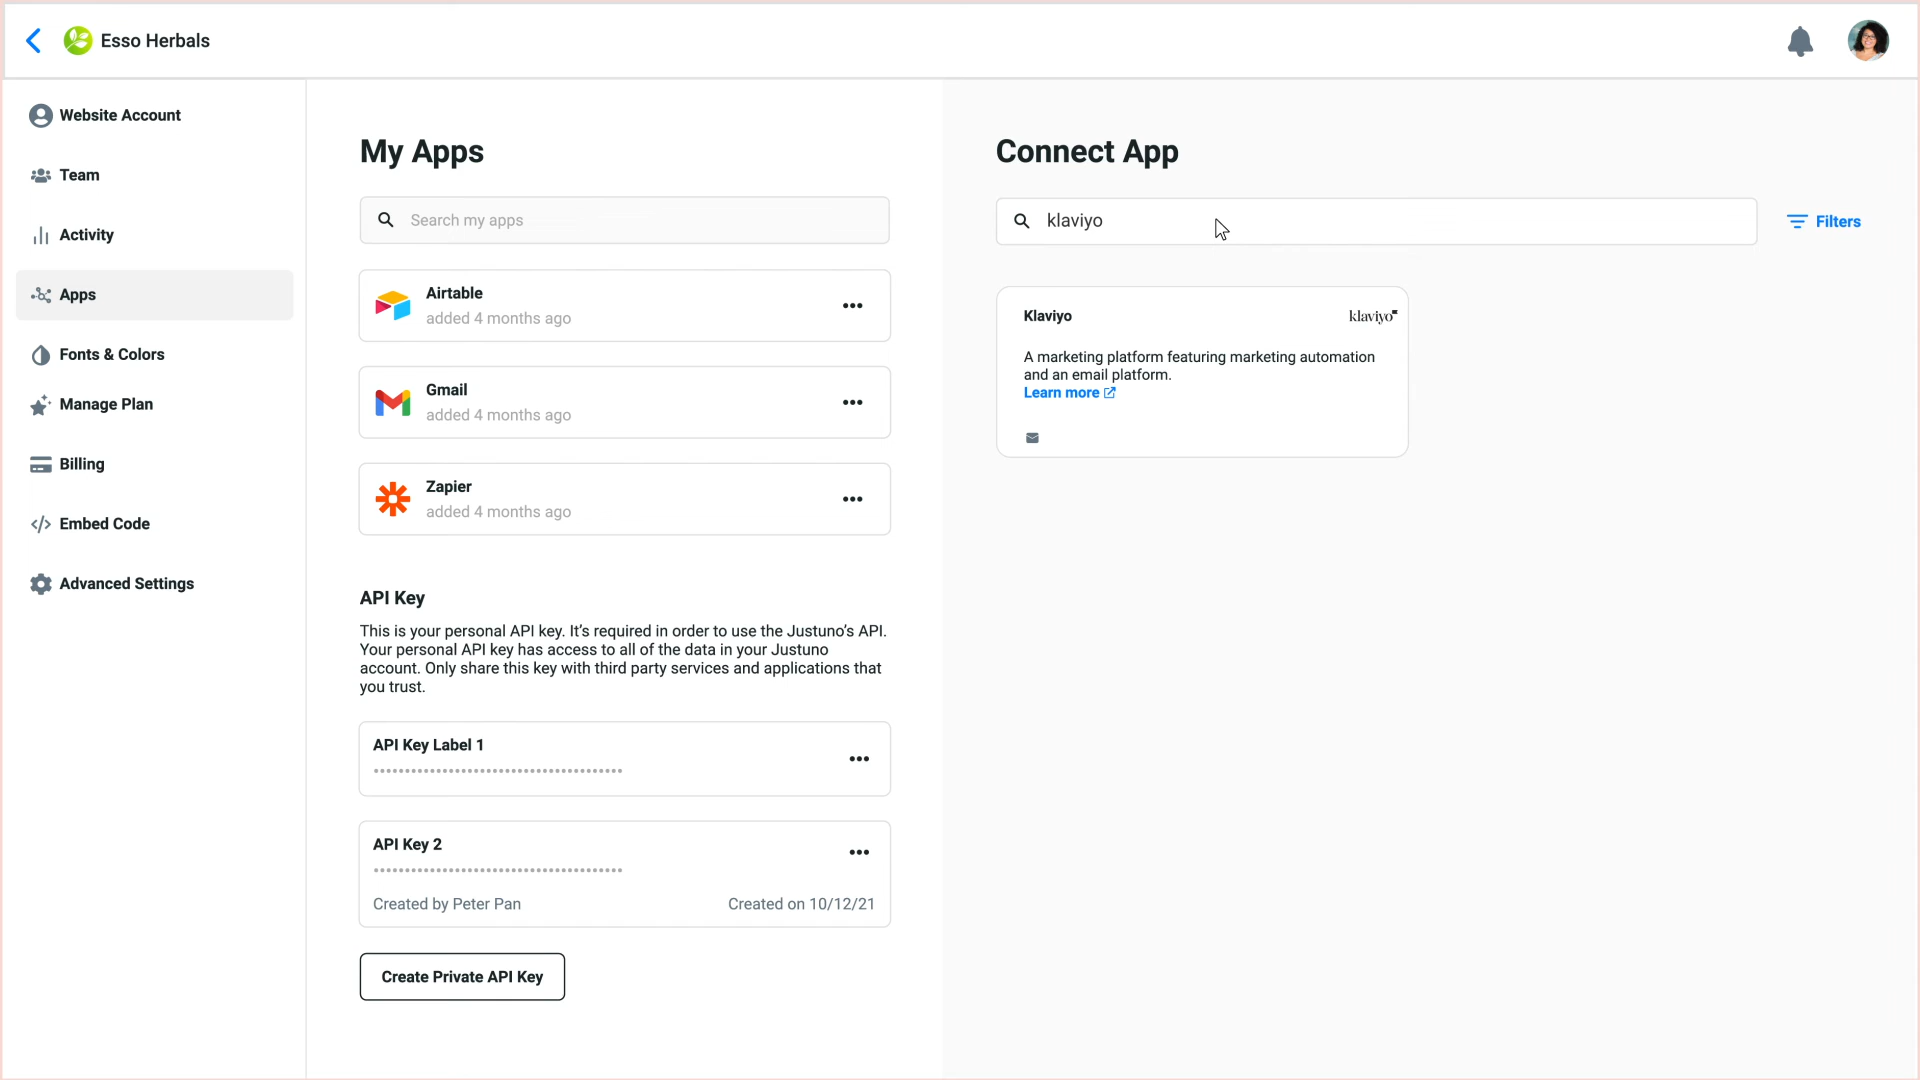 Esso Herbals
Website Account
Team
Activity
Apps
Fonts & Colors
Manage Plan
Billing
Embed Code
Advanced Settings
My Apps
Search my apps
Airtable
added 4 months ago
Gmail
added 4 months ago
Zapier
added 4 months ago
API Key
This is your personal API key. It’s required in order to use the Justuno’s API.
Your personal API key has access to all of the data in your Justuno
account. Only share this key with third party services and applications that
you trust.
API Key Label 1
API Key 2
Created by Peter Pan
Created on 10/12/21
Create Private API Key
Connect App
klaviyo
Filters
Klaviyo
klaviyo
A marketing platform featuring marketing automation
and an email platform.
Learn more